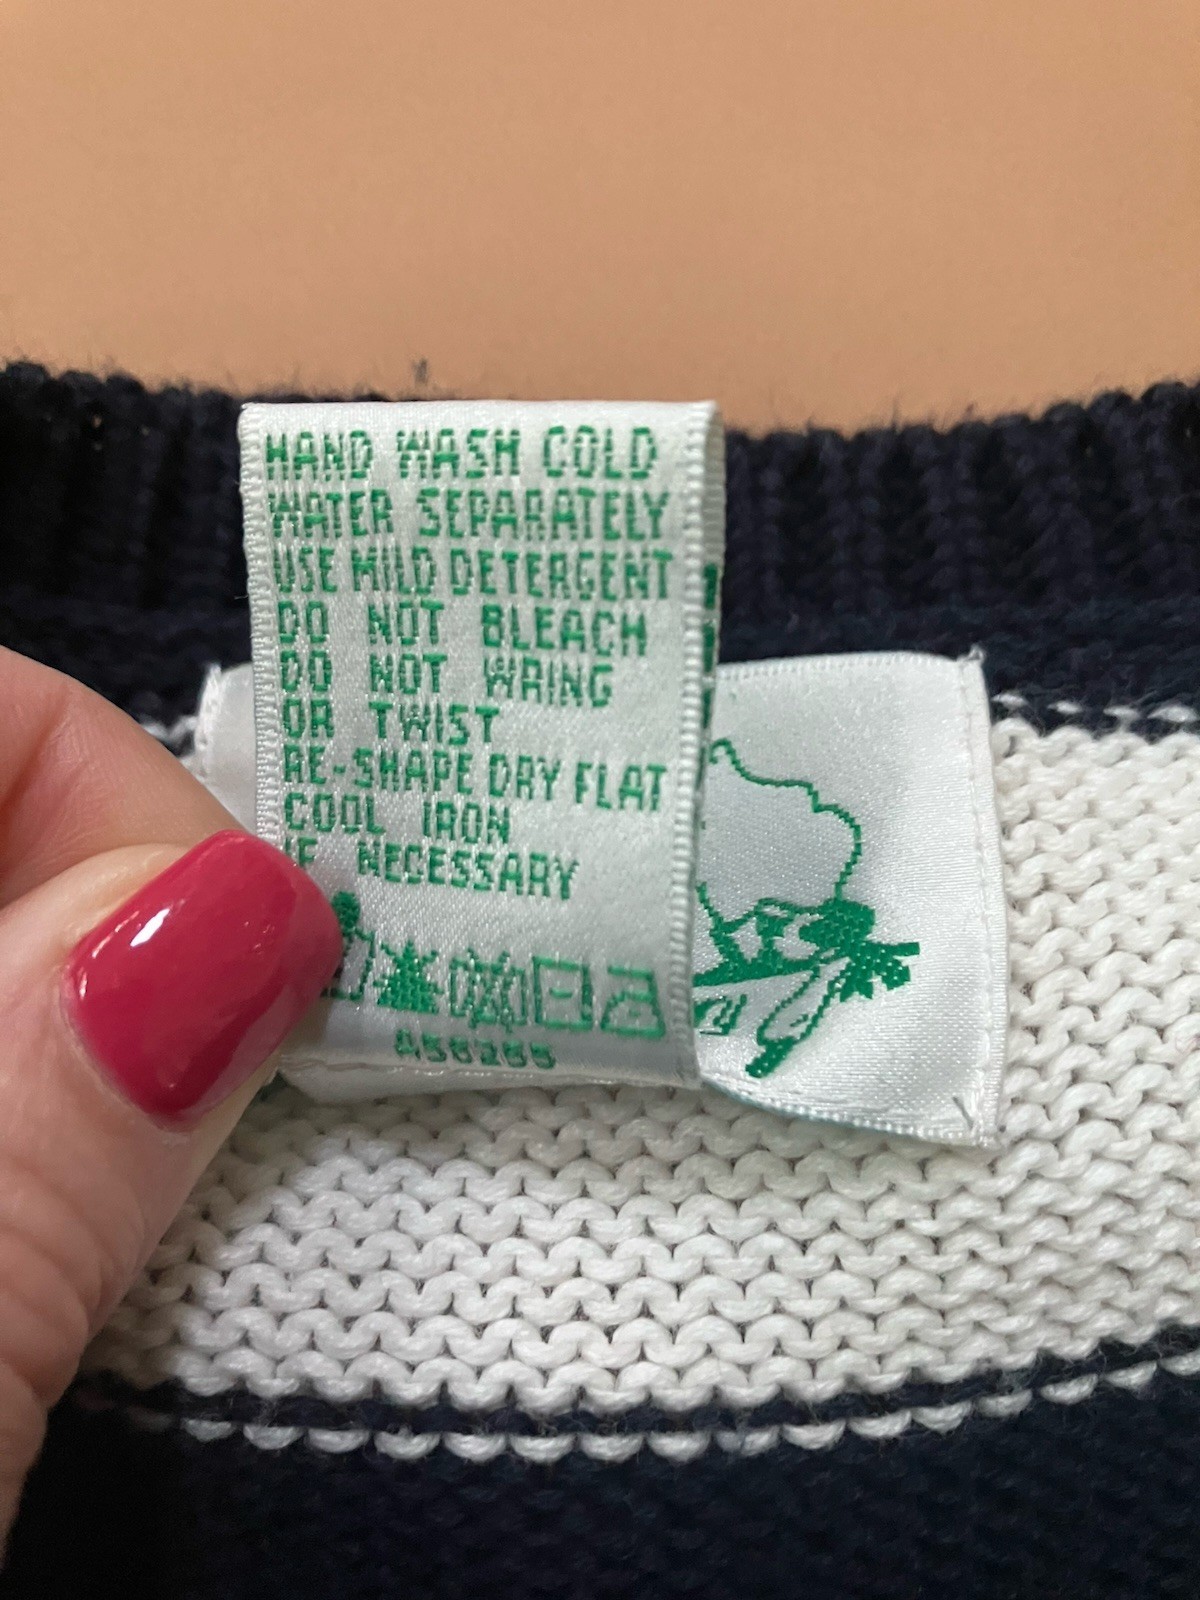 HAND WASH COLD
WATER SEPARATELY
USE MILD DETERGENT
DO NOT BLEACH
DO NOT WRING
OR TWIST
RE-SHAPE DRY FLAT
COOL IRON
IF NECESSARY